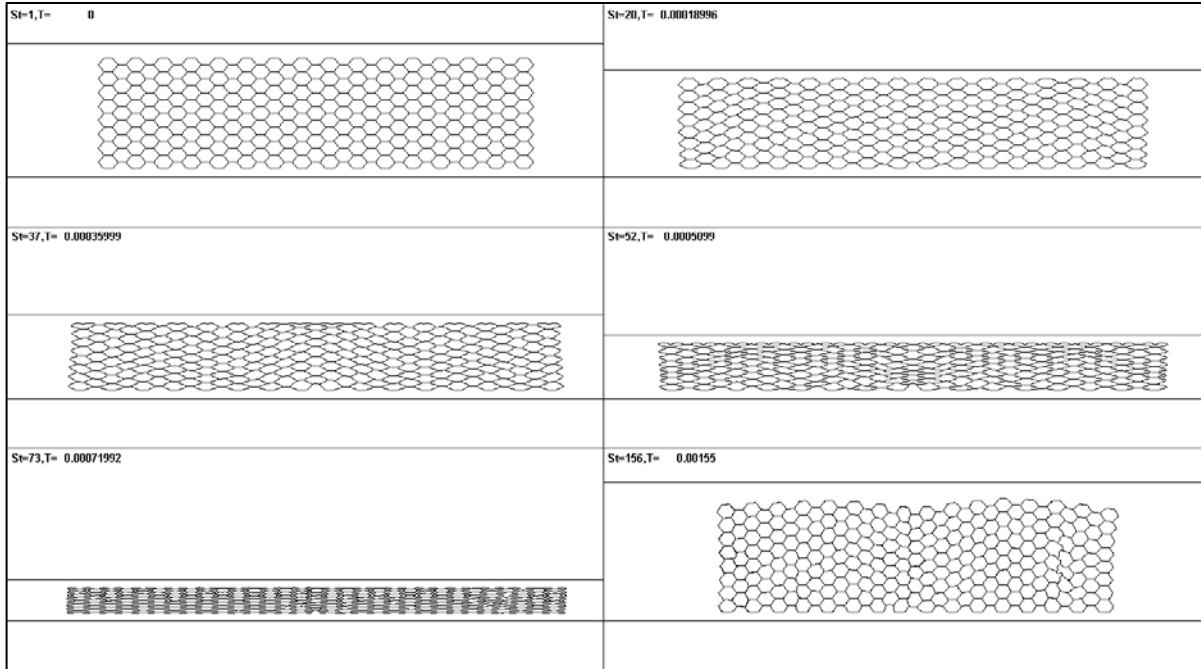 St=1,T= 0
St=20,T= 0.00018996
St=37,T= 0.00035999
St=52,T= 0.0005099
St=73,T= 0.00071992
St=156,T= 0.00155